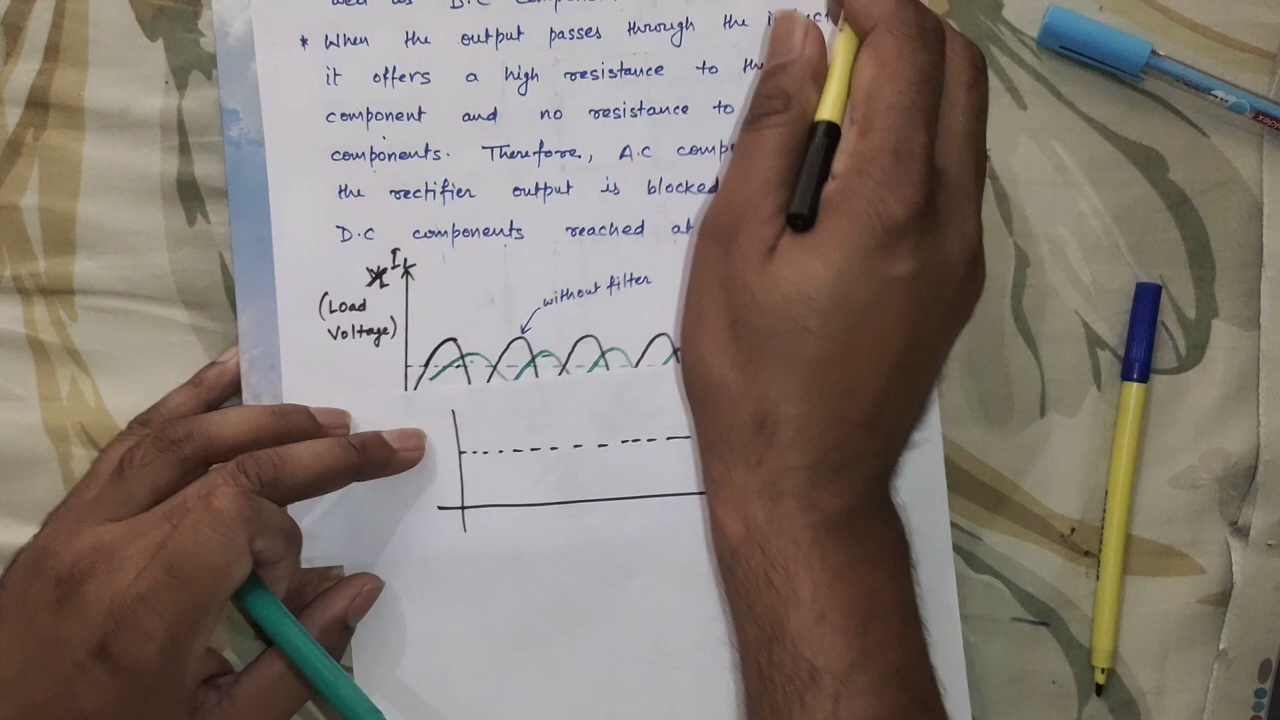 * When the output passes through the
it offers a high resistance to the
component and no resistance to
components. Therefore, A.C
the rectifier output is blocked
D.C components reached at
I
(Load
Voltage)
without filter